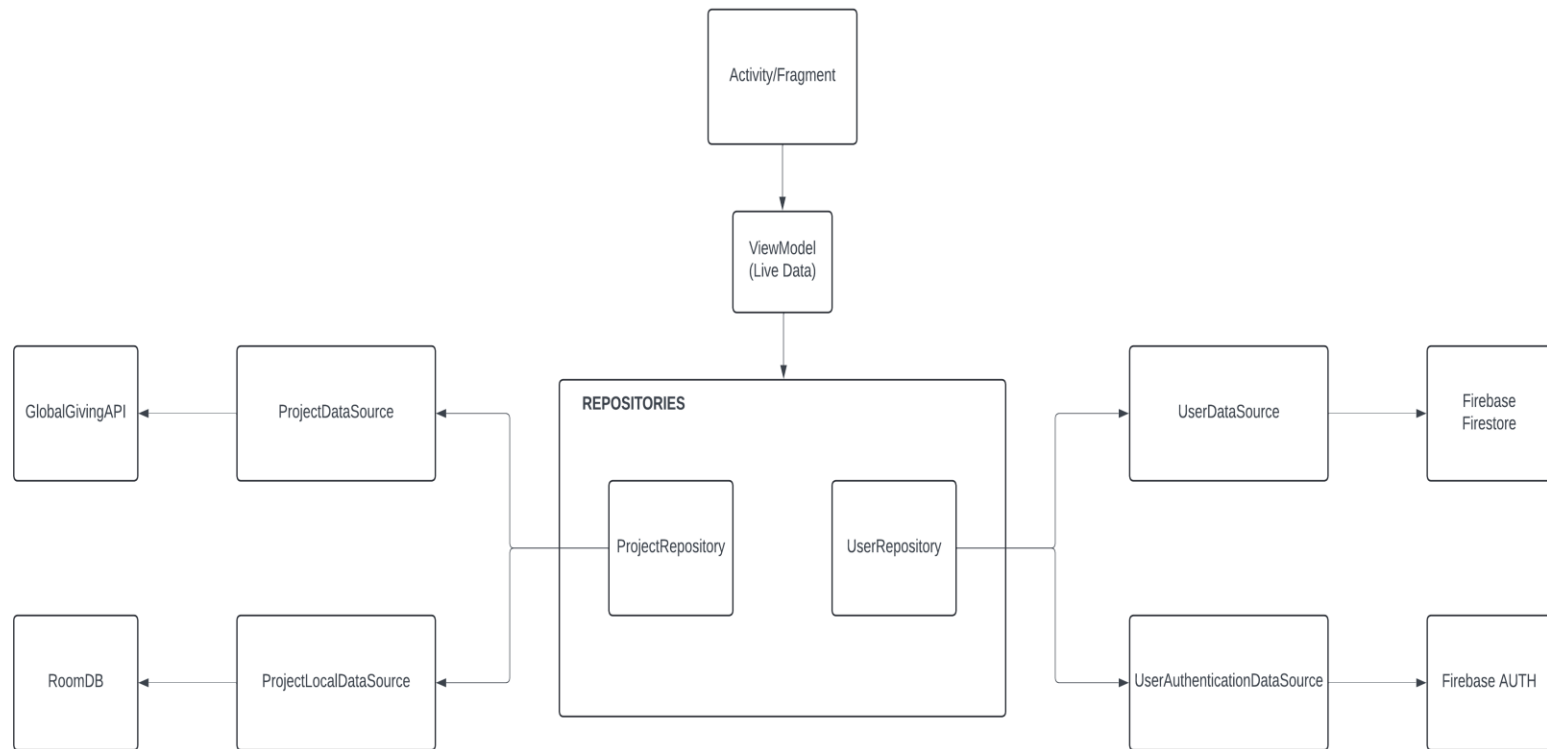 Activity/Fragment
ViewModel
(Live Data)
GlobalGivingAPI
ProjectDataSource
REPOSITORIES
UserDataSource
Firebase
Firestore
ProjectRepository
UserRepository
RoomDB
ProjectLocalDataSource
UserAuthenticationDataSource
Firebase AUTH